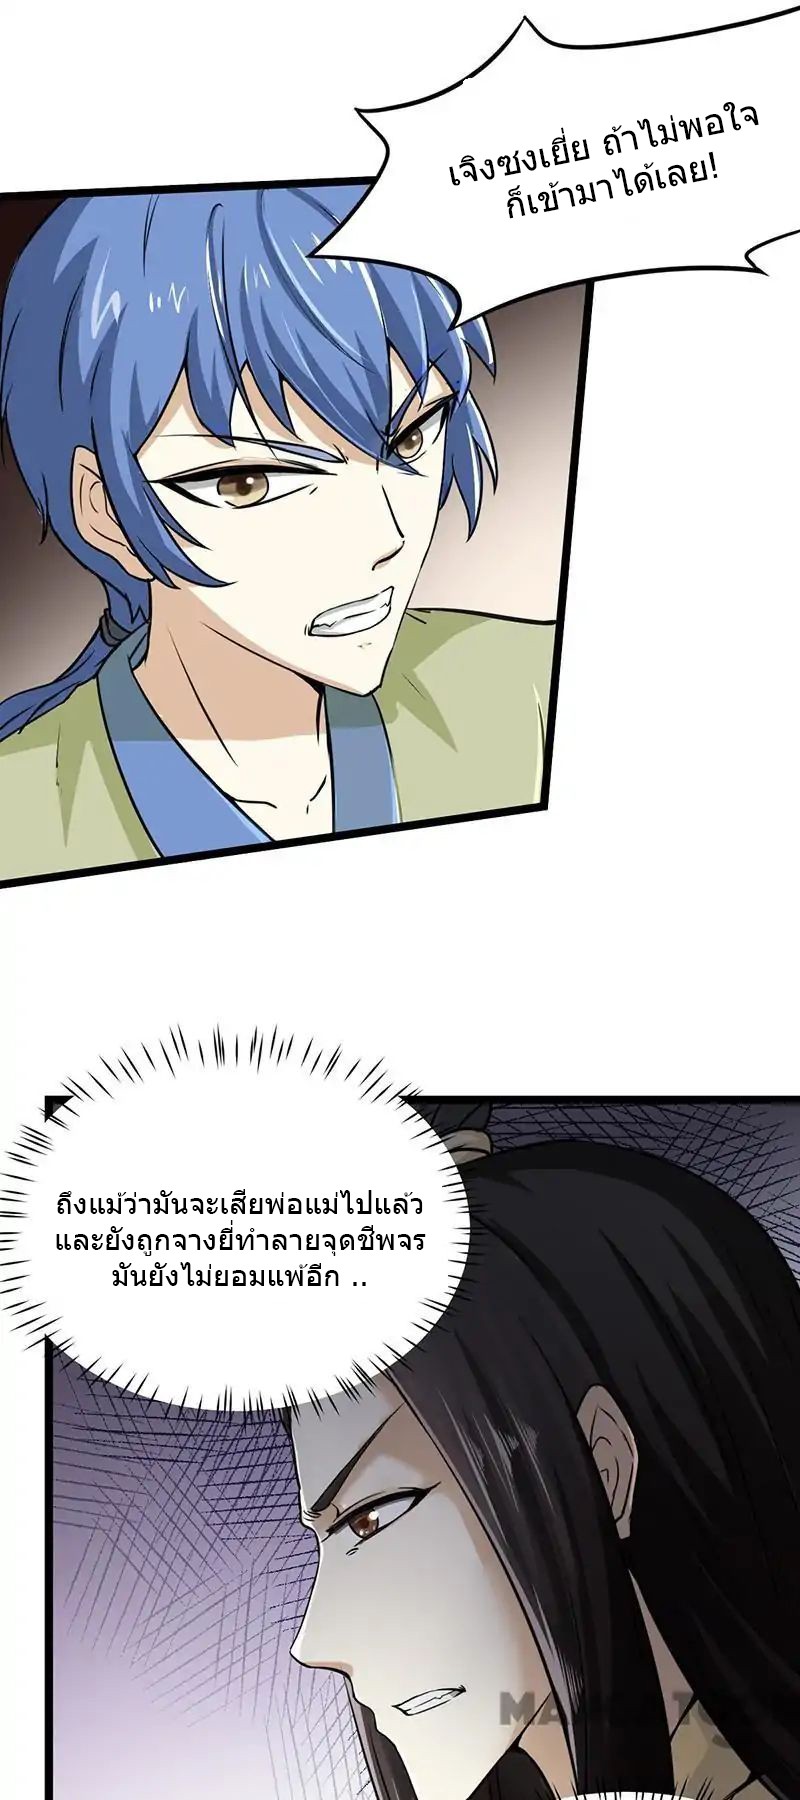 เจิงซงเยี่ย ถ้าไม่พอใจ
ก็เข้ามาได้เลย!
ถึงแม้ว่ามันจะเสียพ่อแม่ไปแล้ว
และยังถูกจางยี่ทำลายจุดชีพจร
มันยังไม่ยอมแพ้อีก ..
MANGATOON